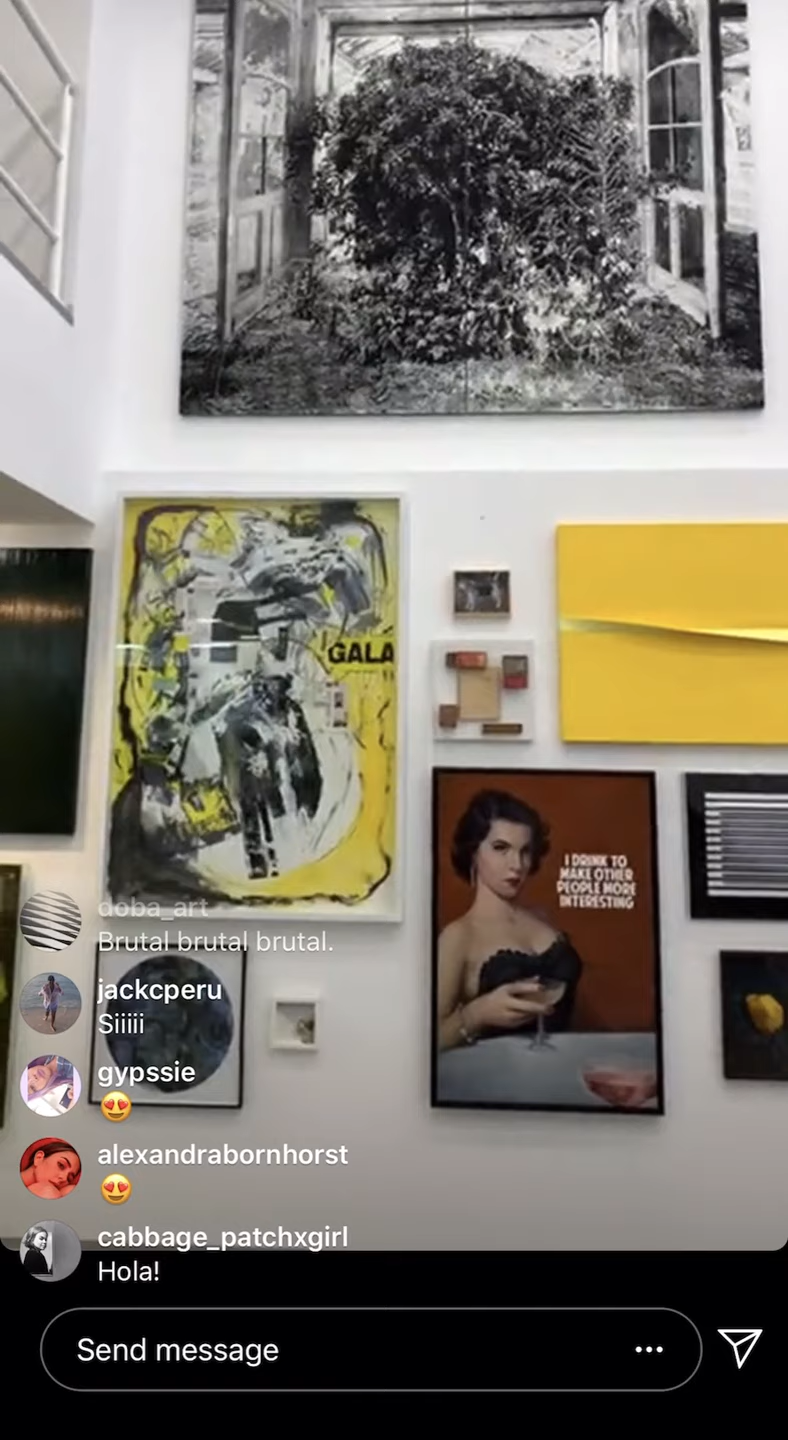 GALA
I DRINK TO
MAKE OTHER
PEOPLE MORE
INTERESTING
doba_art
Brutal brutal brutal.
jackcperu
Siiiii
gypssie
😍
alexandrabornhorst
😍
cabbage_patchxgirl
Hola!
Send message